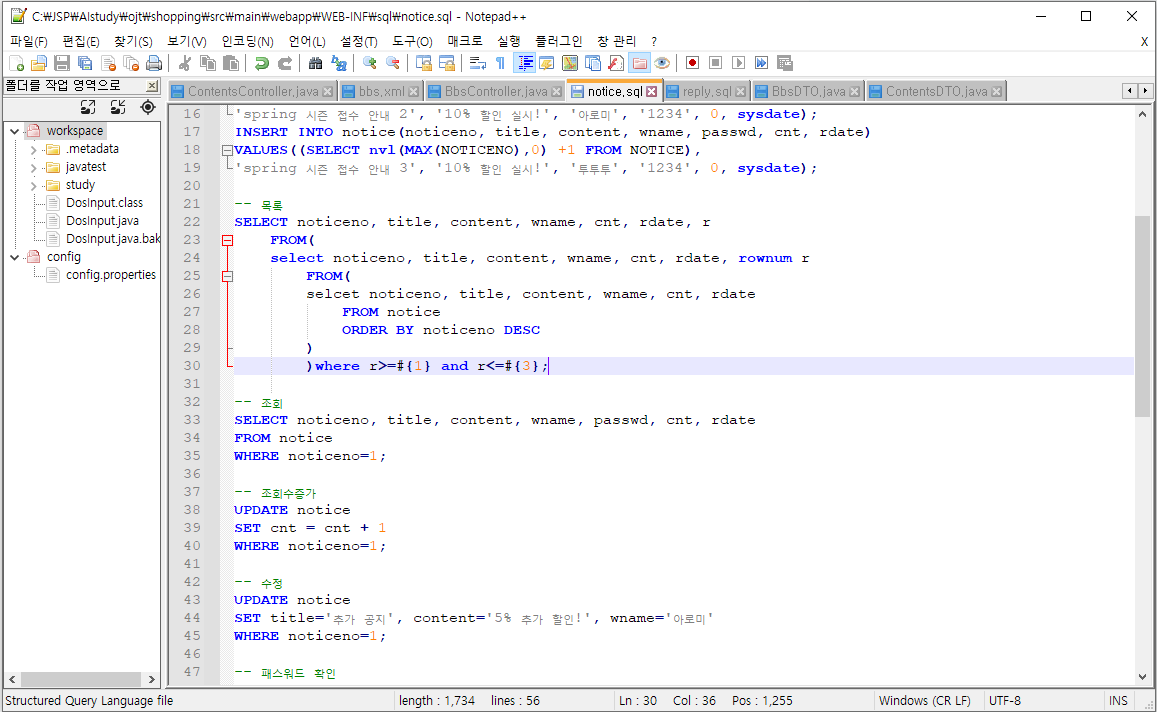 C:₩JSP₩AIstudy₩ojt₩shopping₩src₩main₩webapp₩WEB-INF₩sql₩notice.sql - Notepad++
파일(F) 편집(E) 찾기(S) 보기(V) 인코딩(N) 언어(L) 설정(T) 도구(O) 매크로 실행 플러그인 창 관리 ? X
폴더를 작업 영역으로
ContentsController.java bbs.xml BbsController.java notice.sql reply.sql BbsDTO.java ContentsDTO.java
workspace
.metadata
javatest
study
DosInput.class
DosInput.java
DosInput.java.bak
config
config.properties
16 'spring 시즌 접수 안내 2', '10% 할인 실시!', '아로미', '1234', 0, sysdate);
17 INSERT INTO notice(noticeno, title, content, wname, passwd, cnt, rdate)
18 VALUES((SELECT nvl(MAX(NOTICENO),0) +1 FROM NOTICE),
19 'spring 시즌 접수 안내 3', '10% 할인 실시!', '투투투', '1234', 0, sysdate);
20
21 -- 목록
22 SELECT noticeno, title, content, wname, cnt, rdate, r
23 FROM(
24 select noticeno, title, content, wname, cnt, rdate, rownum r
25 FROM(
26 selcet noticeno, title, content, wname, cnt, rdate
27 FROM notice
28 ORDER BY noticeno DESC
29 )
30 )where r>=#{1} and r<=#{3};
31
32 -- 조회
33 SELECT noticeno, title, content, wname, passwd, cnt, rdate
34 FROM notice
35 WHERE noticeno=1;
36
37 -- 조회수증가
38 UPDATE notice
39 SET cnt = cnt + 1
40 WHERE noticeno=1;
41
42 -- 수정
43 UPDATE notice
44 SET title='추가 공지', content='5% 추가 할인!', wname='아로미'
45 WHERE noticeno=1;
46
47 -- 패스워드 확인
Structured Query Language file length : 1,734 lines : 56 Ln : 30 Col : 36 Pos : 1,255 Windows (CR LF) UTF-8 INS